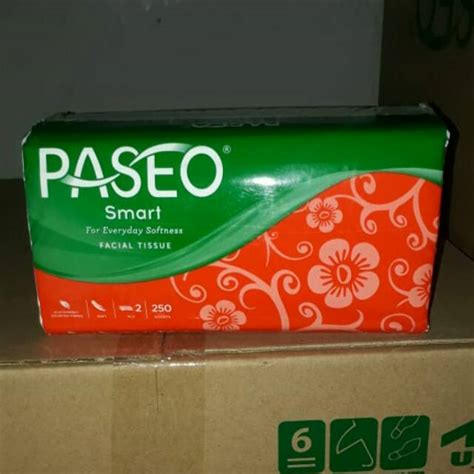 PASEO®
Smart
For Everyday Softness
FACIAL TISSUE
2 250
6